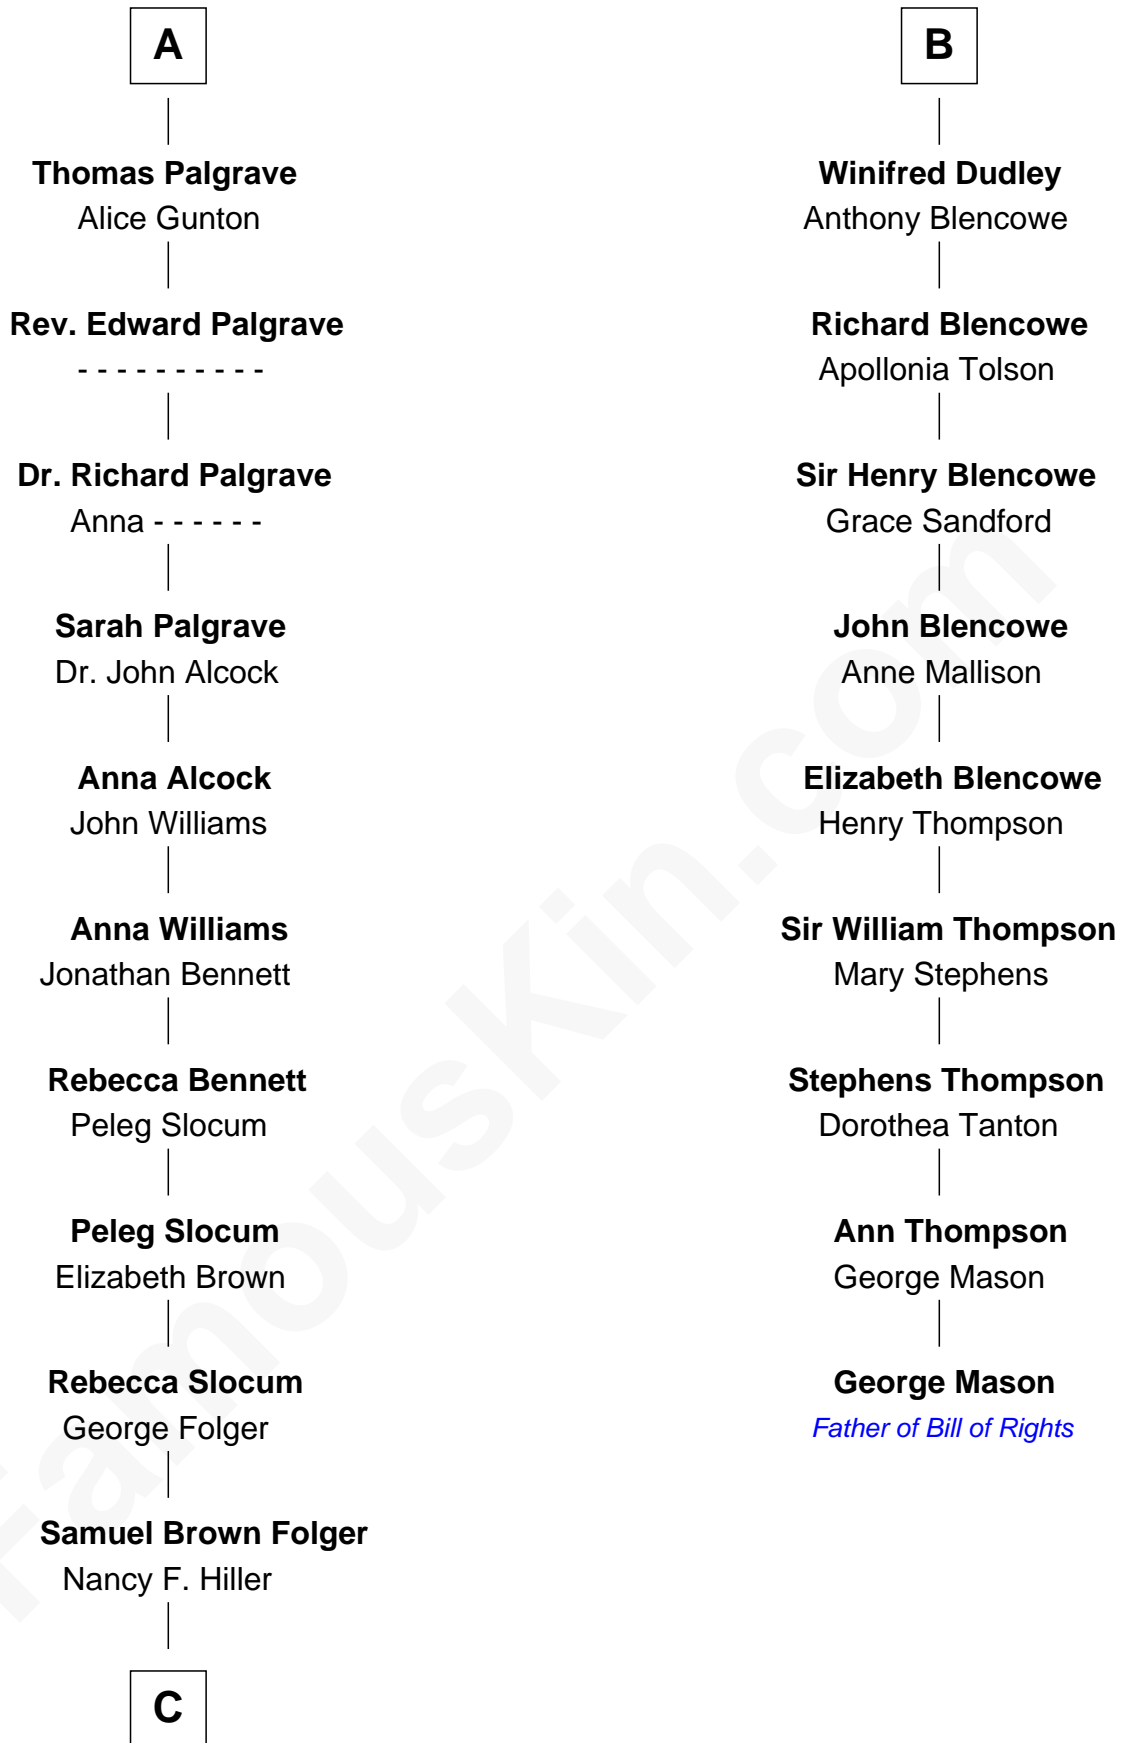 A
Thomas Palgrave
Alice Gunton
Rev. Edward Palgrave
- - - - - - - - - -
Dr. Richard Palgrave
Anna - - - - - -
Sarah Palgrave
Dr. John Alcock
Anna Alcock
John Williams
Anna Williams
Jonathan Bennett
Rebecca Bennett
Peleg Slocum
Peleg Slocum
Elizabeth Brown
Rebecca Slocum
George Folger
Samuel Brown Folger
Nancy F. Hiller
C
B
Winifred Dudley
Anthony Blencowe
Richard Blencowe
Apollonia Tolson
Sir Henry Blencowe
Grace Sandford
John Blencowe
Anne Mallison
Elizabeth Blencowe
Henry Thompson
Sir William Thompson
Mary Stephens
Stephens Thompson
Dorothea Tanton
Ann Thompson
George Mason
George Mason
Father of Bill of Rights
FamousKin.com